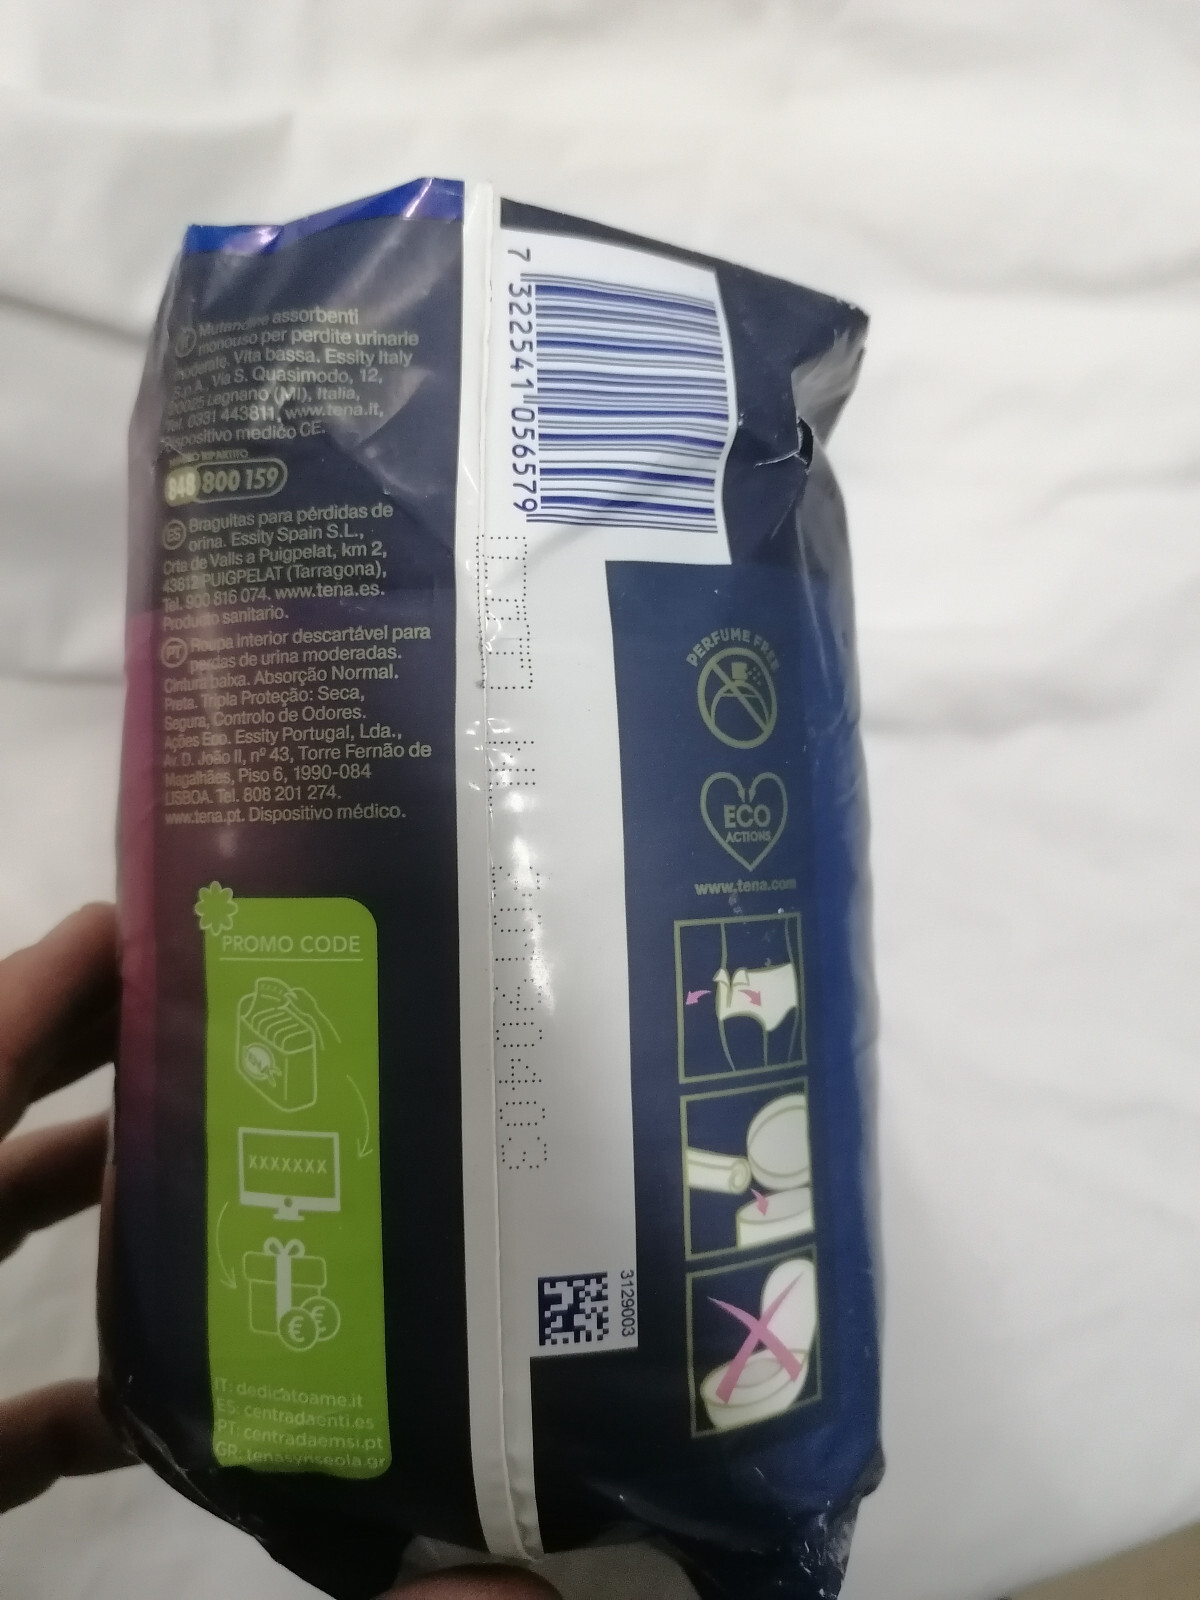 IT Mutandine assorbenti
monouso per perdite urinarie
moderate. Vita bassa. Essity Italy
S.p.A. Via S. Quasimodo, 12,
20025 Legnano (MI), Italia,
Tel. 0331 443811, www.tena.it,
Dispositivo medico CE.
NUMERO RIPARTITO
848 800 159
ES Braguitas para pérdidas de
orina. Essity Spain S.L.,
Crta de Valls a Puigpelat, km 2,
43812 PUIGPELAT (Tarragona),
Tel. 900 816 074. www.tena.es.
Producto sanitario.
PT Roupa interior descartável para
perdas de urina moderadas.
Cintura baixa. Absorção Normal.
Preta. Tripla Proteção: Seca,
Segura, Controlo de Odores.
Ações Eco. Essity Portugal, Lda.,
Av. D. João II, nº 43, Torre Fernão de
Magalhães, Piso 6, 1990-084
LISBOA. Tel. 808 201 274.
www.tena.pt. Dispositivo médico.
PROMO CODE
XXXXXXX
IT: dedicatoame.it
ES: centradaenti.es
PT: centradaemsi.pt
GR: tenasynseola.gr
7 322541 056579
3129003
PERFUME FREE
ECO
ACTIONS
www.tena.com